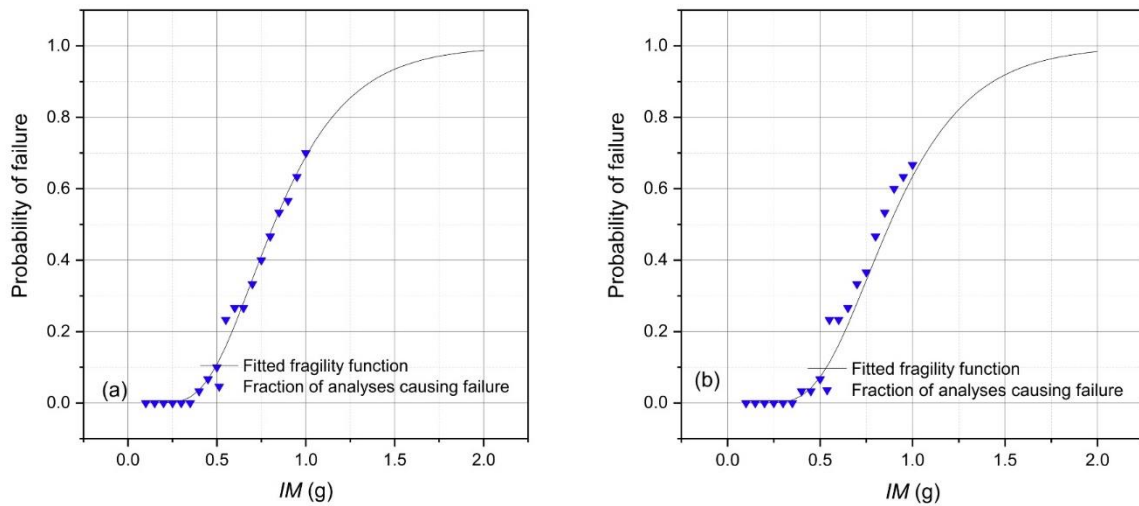 1.0
0.8
0.6
0.4
0.2
0.0
Probability of failure
(a)
Fitted fragility function
Fraction of analyses causing failure
0.0 0.5 1.0 1.5 2.0
IM (g)
1.0
0.8
0.6
0.4
0.2
0.0
Probability of failure
(b)
Fitted fragility function
Fraction of analyses causing failure
0.0 0.5 1.0 1.5 2.0
IM (g)